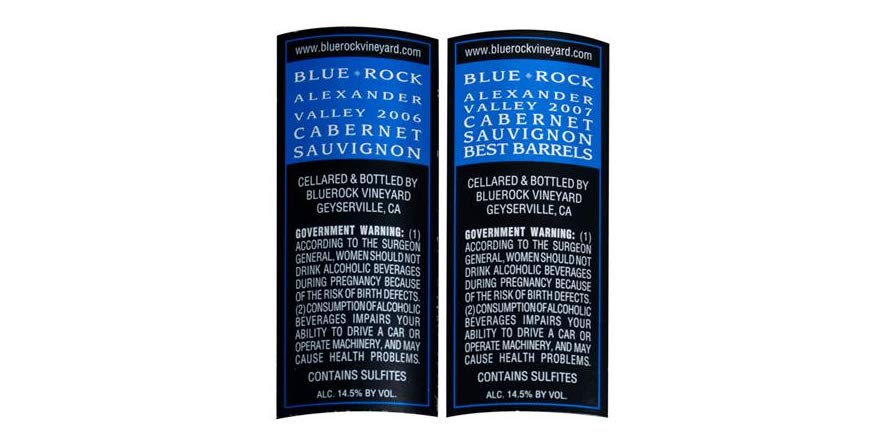 www.bluerockvineyard.com
BLUE ROCK
ALEXANDER
VALLEY 2006
CABERNET
SAUVIGNON
CELLARED & BOTTLED BY
BLUEROCK VINEYARD
GEYSERVILLE, CA
GOVERNMENT WARNING: (1)
ACCORDING TO THE SURGEON
GENERAL, WOMEN SHOULD NOT
DRINK ALCOHOLIC BEVERAGES
DURING PREGNANCY BECAUSE
OF THE RISK OF BIRTH DEFECTS.
(2) CONSUMPTION OF ALCOHOLIC
BEVERAGES IMPAIRS YOUR
ABILITY TO DRIVE A CAR OR
OPERATE MACHINERY, AND MAY
CAUSE HEALTH PROBLEMS.
CONTAINS SULFITES
ALC. 14.5% BY VOL.
www.bluerockvineyard.com
BLUE ROCK
ALEXANDER
VALLEY 2007
CABERNET
SAUVIGNON
BEST BARRELS
CELLARED & BOTTLED BY
BLUEROCK VINEYARD
GEYSERVILLE, CA
GOVERNMENT WARNING: (1)
ACCORDING TO THE SURGEON
GENERAL, WOMEN SHOULD NOT
DRINK ALCOHOLIC BEVERAGES
DURING PREGNANCY BECAUSE
OF THE RISK OF BIRTH DEFECTS.
(2) CONSUMPTION OF ALCOHOLIC
BEVERAGES IMPAIRS YOUR
ABILITY TO DRIVE A CAR OR
OPERATE MACHINERY, AND MAY
CAUSE HEALTH PROBLEMS.
CONTAINS SULFITES
ALC. 14.5% BY VOL.